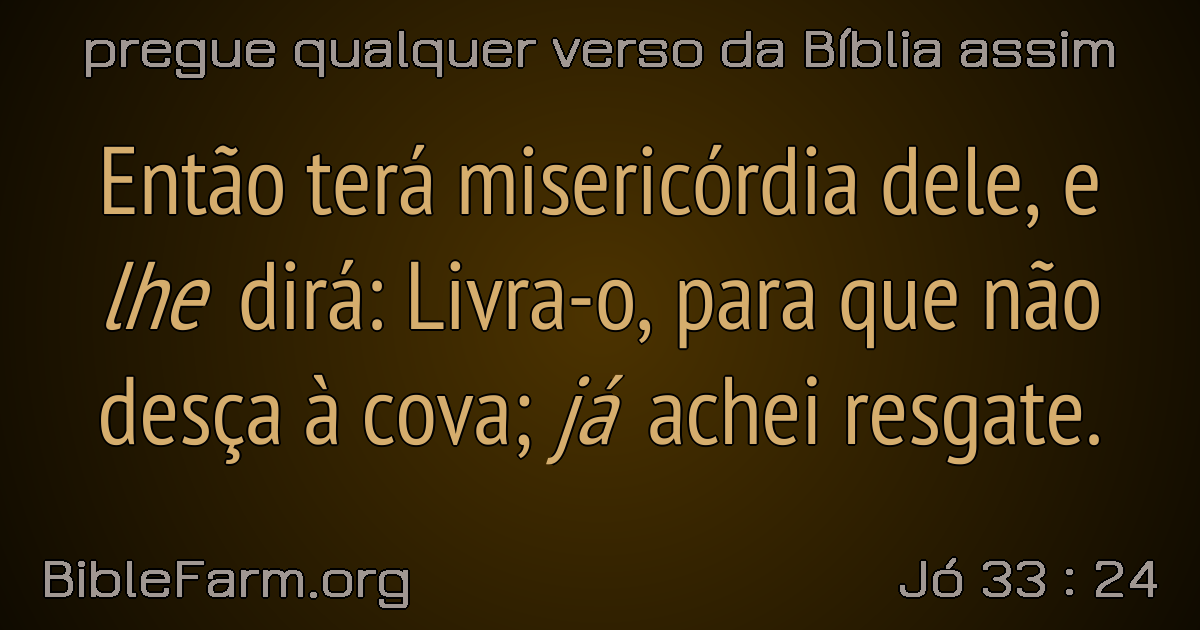 pregue qualquer verso da Bíblia assim
Então terá misericórdia dele, e
lhe dirá: Livra-o, para que não
desça à cova; já achei resgate.
BibleFarm.org
Jó 33 : 24